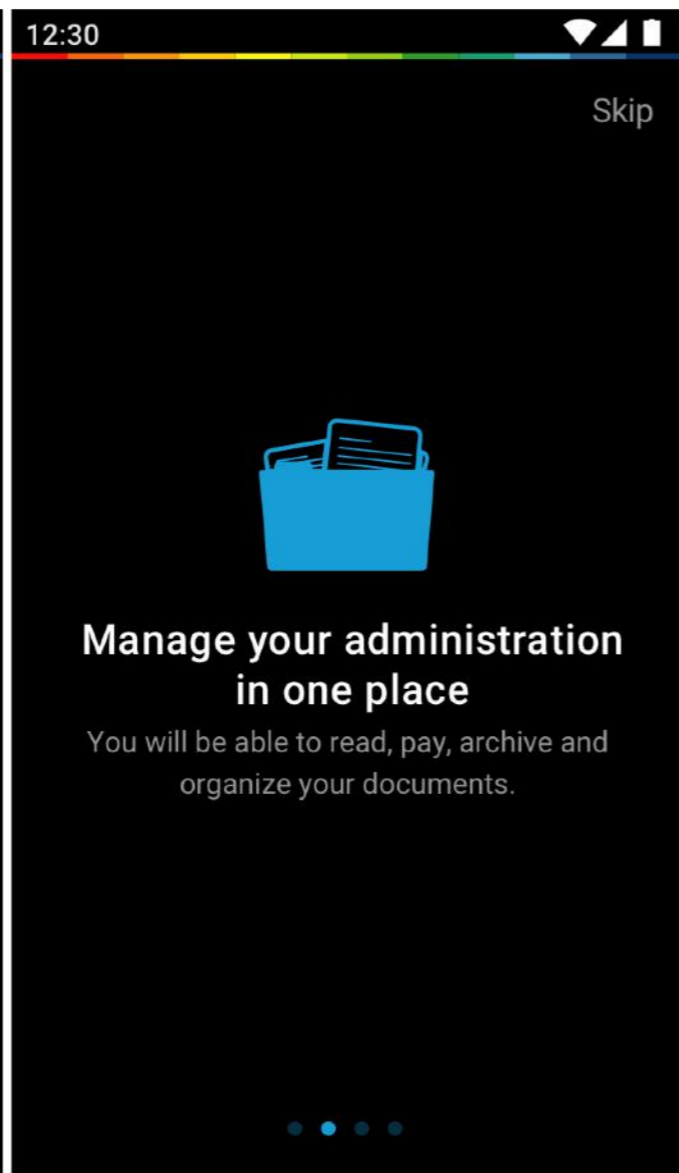 12:30
Skip
Manage your administration
in one place
You will be able to read, pay, archive and
organize your documents.